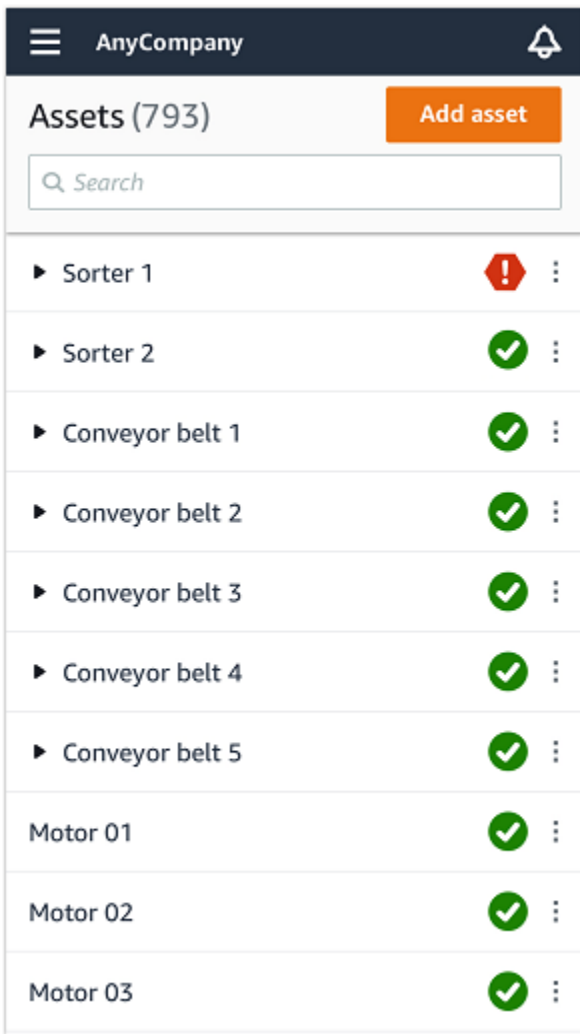 AnyCompany
Assets (793)
Add asset
Search
Sorter 1
Sorter 2
Conveyor belt 1
Conveyor belt 2
Conveyor belt 3
Conveyor belt 4
Conveyor belt 5
Motor 01
Motor 02
Motor 03